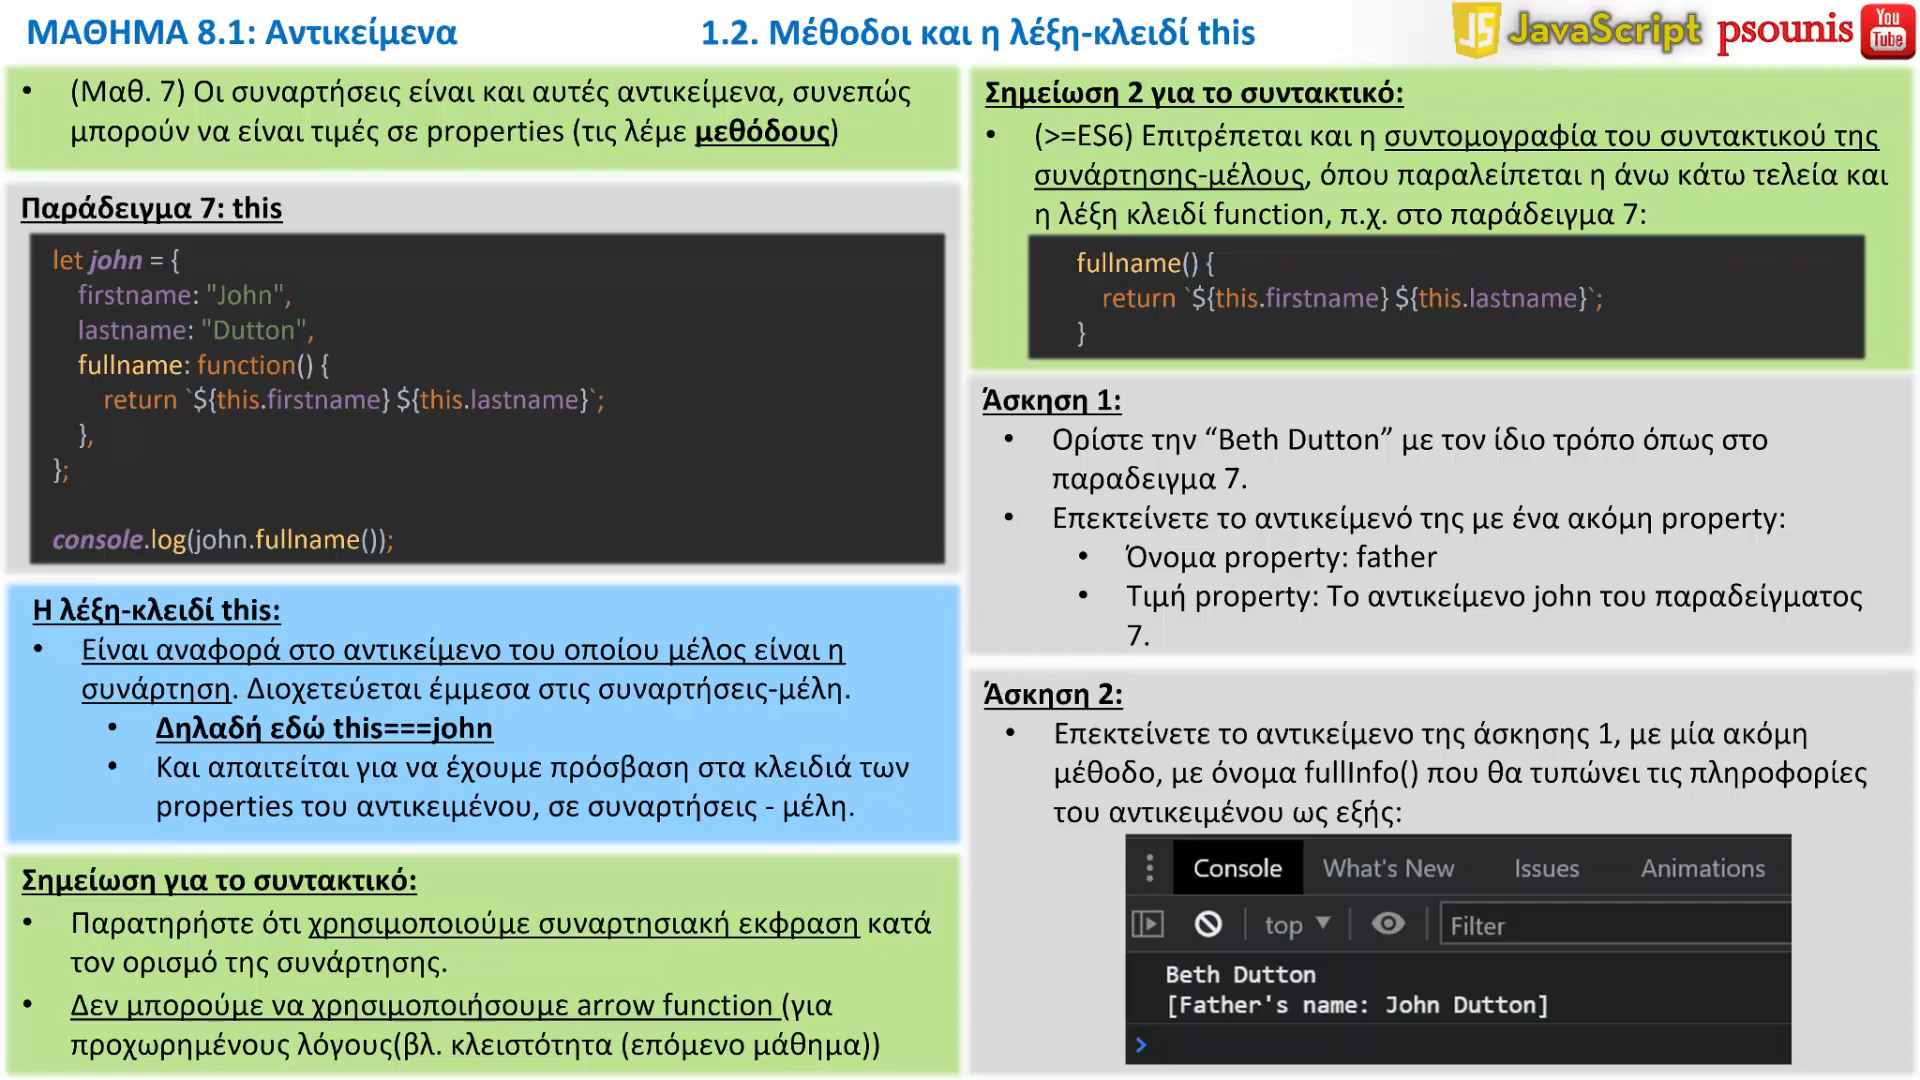 ΜΑΘΗΜΑ 8.1: Αντικείμενα
1.2. Μέθοδοι και η λέξη-κλειδί this
JS JavaScript psounis You Tube
• (Μαθ. 7) Οι συναρτήσεις είναι και αυτές αντικείμενα, συνεπώς
μπορούν να είναι τιμές σε properties (τις λέμε μεθόδους)
Παράδειγμα 7: this
let john = {
firstname: "John",
lastname: "Dutton",
fullname: function() {
return `${this.firstname} ${this.lastname}`;
},
};
console.log(john.fullname());
Η λέξη-κλειδί this:
• Είναι αναφορά στο αντικείμενο του οποίου μέλος είναι η
συνάρτηση. Διοχετεύεται έμμεσα στις συναρτήσεις-μέλη.
• Δηλαδή εδώ this===john
• Και απαιτείται για να έχουμε πρόσβαση στα κλειδιά των
properties του αντικειμένου, σε συναρτήσεις - μέλη.
Σημείωση για το συντακτικό:
• Παρατηρήστε ότι χρησιμοποιούμε συναρτησιακή εκφραση κατά
τον ορισμό της συνάρτησης.
• Δεν μπορούμε να χρησιμοποιήσουμε arrow function (για
προχωρημένους λόγους(βλ. κλειστότητα (επόμενο μάθημα))
Σημείωση 2 για το συντακτικό:
• (>=ES6) Επιτρέπεται και η συντομογραφία του συντακτικού της
συνάρτησης-μέλους, όπου παραλείπεται η άνω κάτω τελεία και
η λέξη κλειδί function, π.χ. στο παράδειγμα 7:
fullname() {
return `${this.firstname} ${this.lastname}`;
}
Άσκηση 1:
• Ορίστε την “Beth Dutton” με τον ίδιο τρόπο όπως στο
παραδειγμα 7.
• Επεκτείνετε το αντικείμενό της με ένα ακόμη property:
• Όνομα property: father
• Τιμή property: Το αντικείμενο john του παραδείγματος
7.
Άσκηση 2:
• Επεκτείνετε το αντικείμενο της άσκησης 1, με μία ακόμη
μέθοδο, με όνομα fullInfo() που θα τυπώνει τις πληροφορίες
του αντικειμένου ως εξής:
Console What's New Issues Animations
top Filter
Beth Dutton
[Father's name: John Dutton]
>